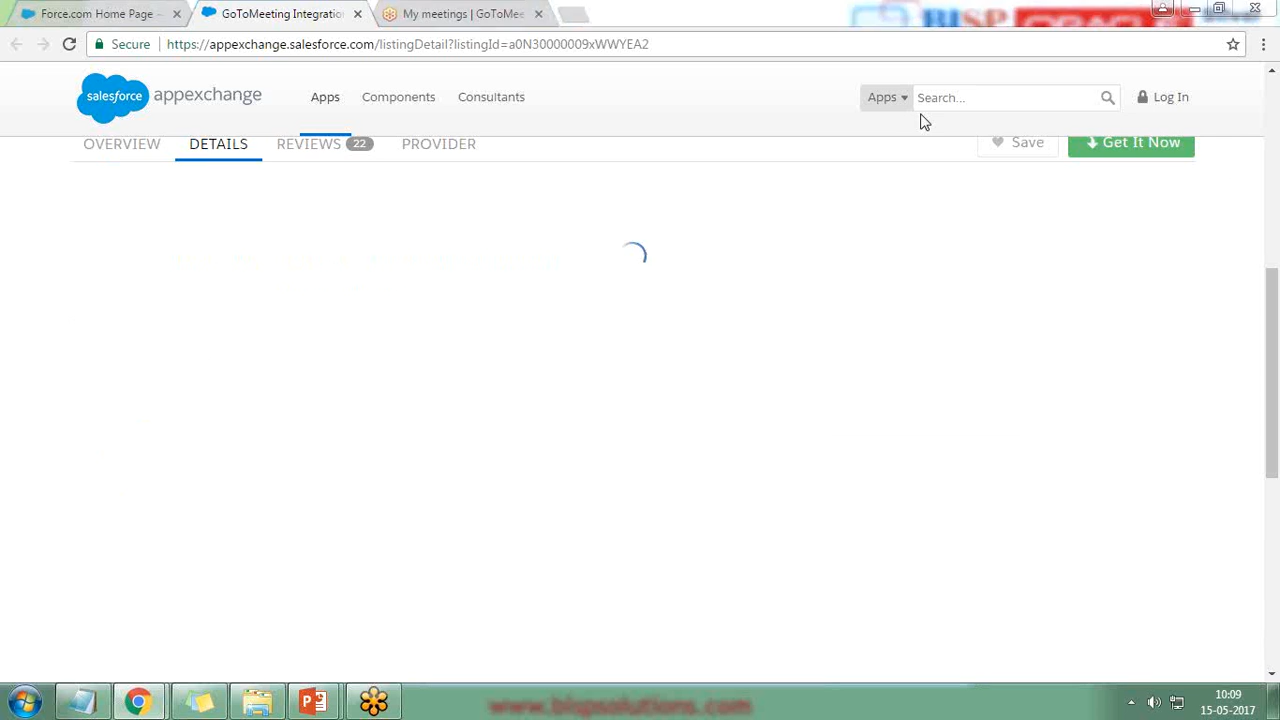 Force.com Home Page -
GoToMeeting Integration
My meetings | GoToMee
Secure
https://appexchange.salesforce.com/listingDetail?listingId=a0N30000009xWWYEA2
salesforce
appexchange
Apps
Components
Consultants
Apps
Search...
Log In
OVERVIEW
DETAILS
REVIEWS 22
PROVIDER
Save
Get It Now
www.bispsolutions.com
10:09
15-05-2017